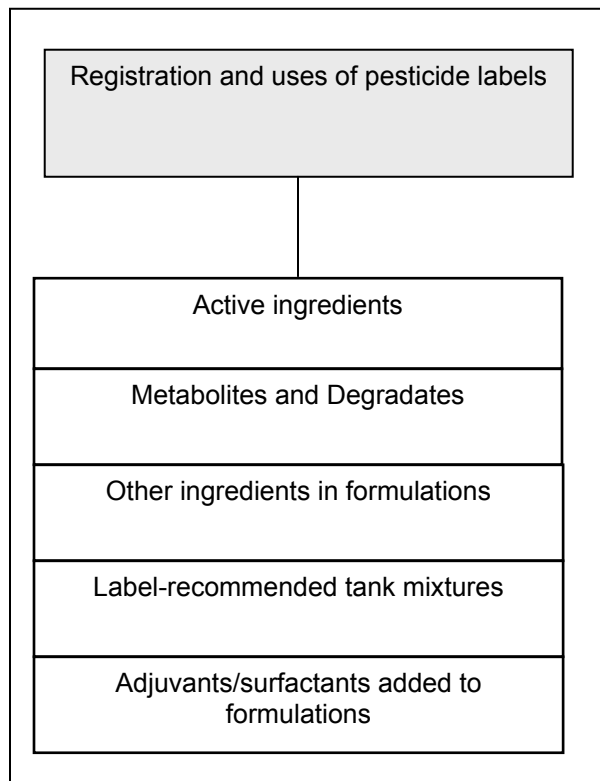 Registration and uses of pesticide labels
Active ingredients
Metabolites and Degradates
Other ingredients in formulations
Label-recommended tank mixtures
Adjuvants/surfactants added to
formulations